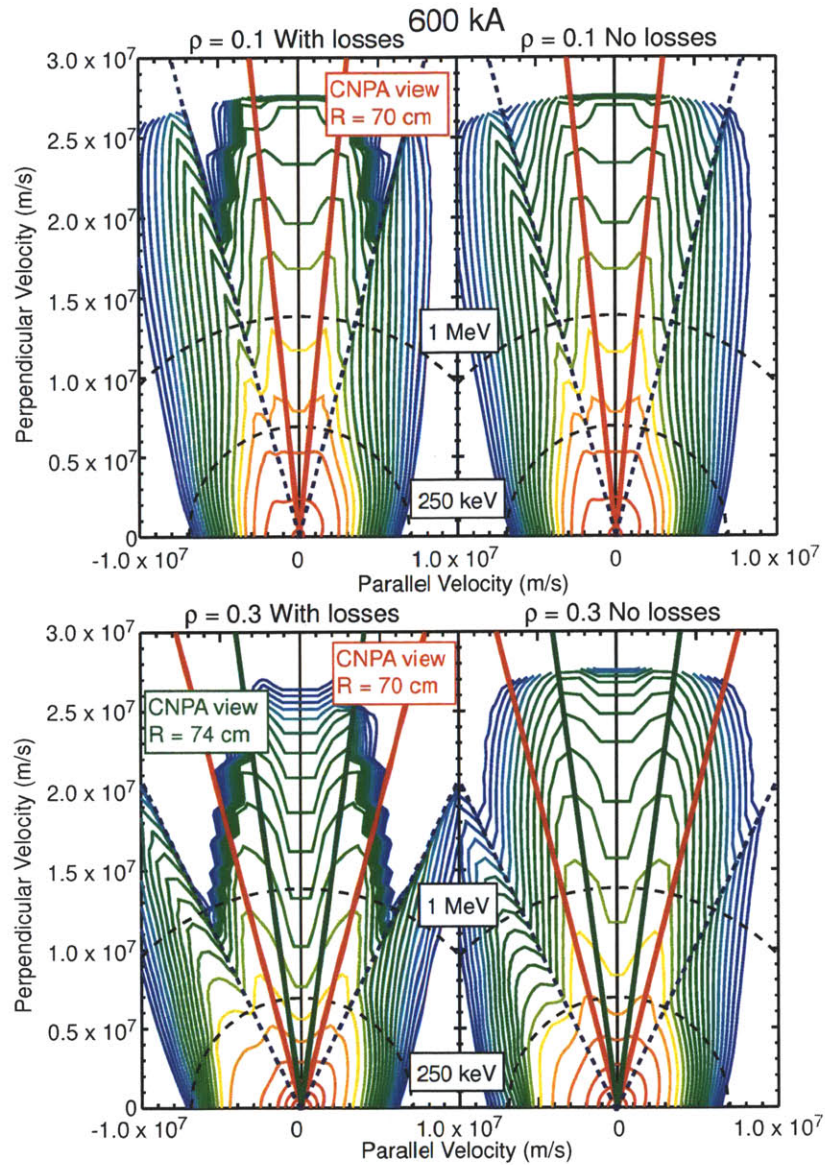 600 kA
ρ = 0.1 With losses
ρ = 0.1 No losses
3.0 x 10⁷
2.5 x 10⁷
2.0 x 10⁷
1.5 x 10⁷
1.0 x 10⁷
0.5 x 10⁷
0
Perpendicular Velocity (m/s)
CNPA view
R = 70 cm
1 MeV
250 keV
-1.0 x 10⁷
0
1.0 x 10⁷
0
1.0 x 10⁷
Parallel Velocity (m/s)
ρ = 0.3 With losses
ρ = 0.3 No losses
3.0 x 10⁷
2.5 x 10⁷
2.0 x 10⁷
1.5 x 10⁷
1.0 x 10⁷
0.5 x 10⁷
0
Perpendicular Velocity (m/s)
CNPA view
R = 70 cm
CNPA view
R = 74 cm
1 MeV
250 keV
-1.0 x 10⁷
0
1.0 x 10⁷
0
1.0 x 10⁷
Parallel Velocity (m/s)